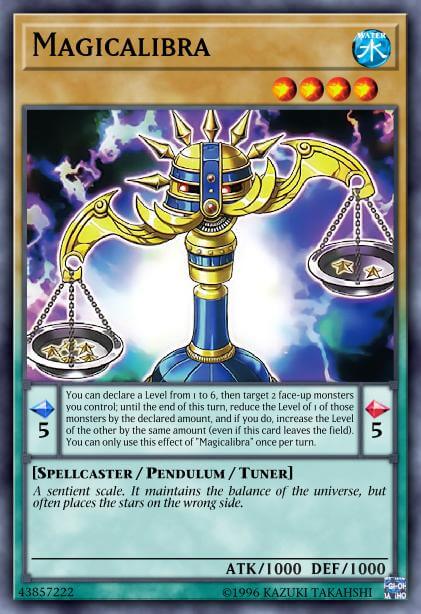 MAGICALIBRA
WATER
水
You can declare a Level from 1 to 6, then target 2 face-up monsters
you control; until the end of this turn, reduce the Level of 1 of those
monsters by the declared amount, and if you do, increase the Level
of the other by the same amount (even if this card leaves the field).
You can only use this effect of "Magicalibra" once per turn.
5
5
[SPELLCASTER / PENDULUM / TUNER]
A sentient scale. It maintains the balance of the universe, but
often places the stars on the wrong side.
ATK/1000 DEF/1000
43857222
©1996 KAZUKI TAKAHSHI